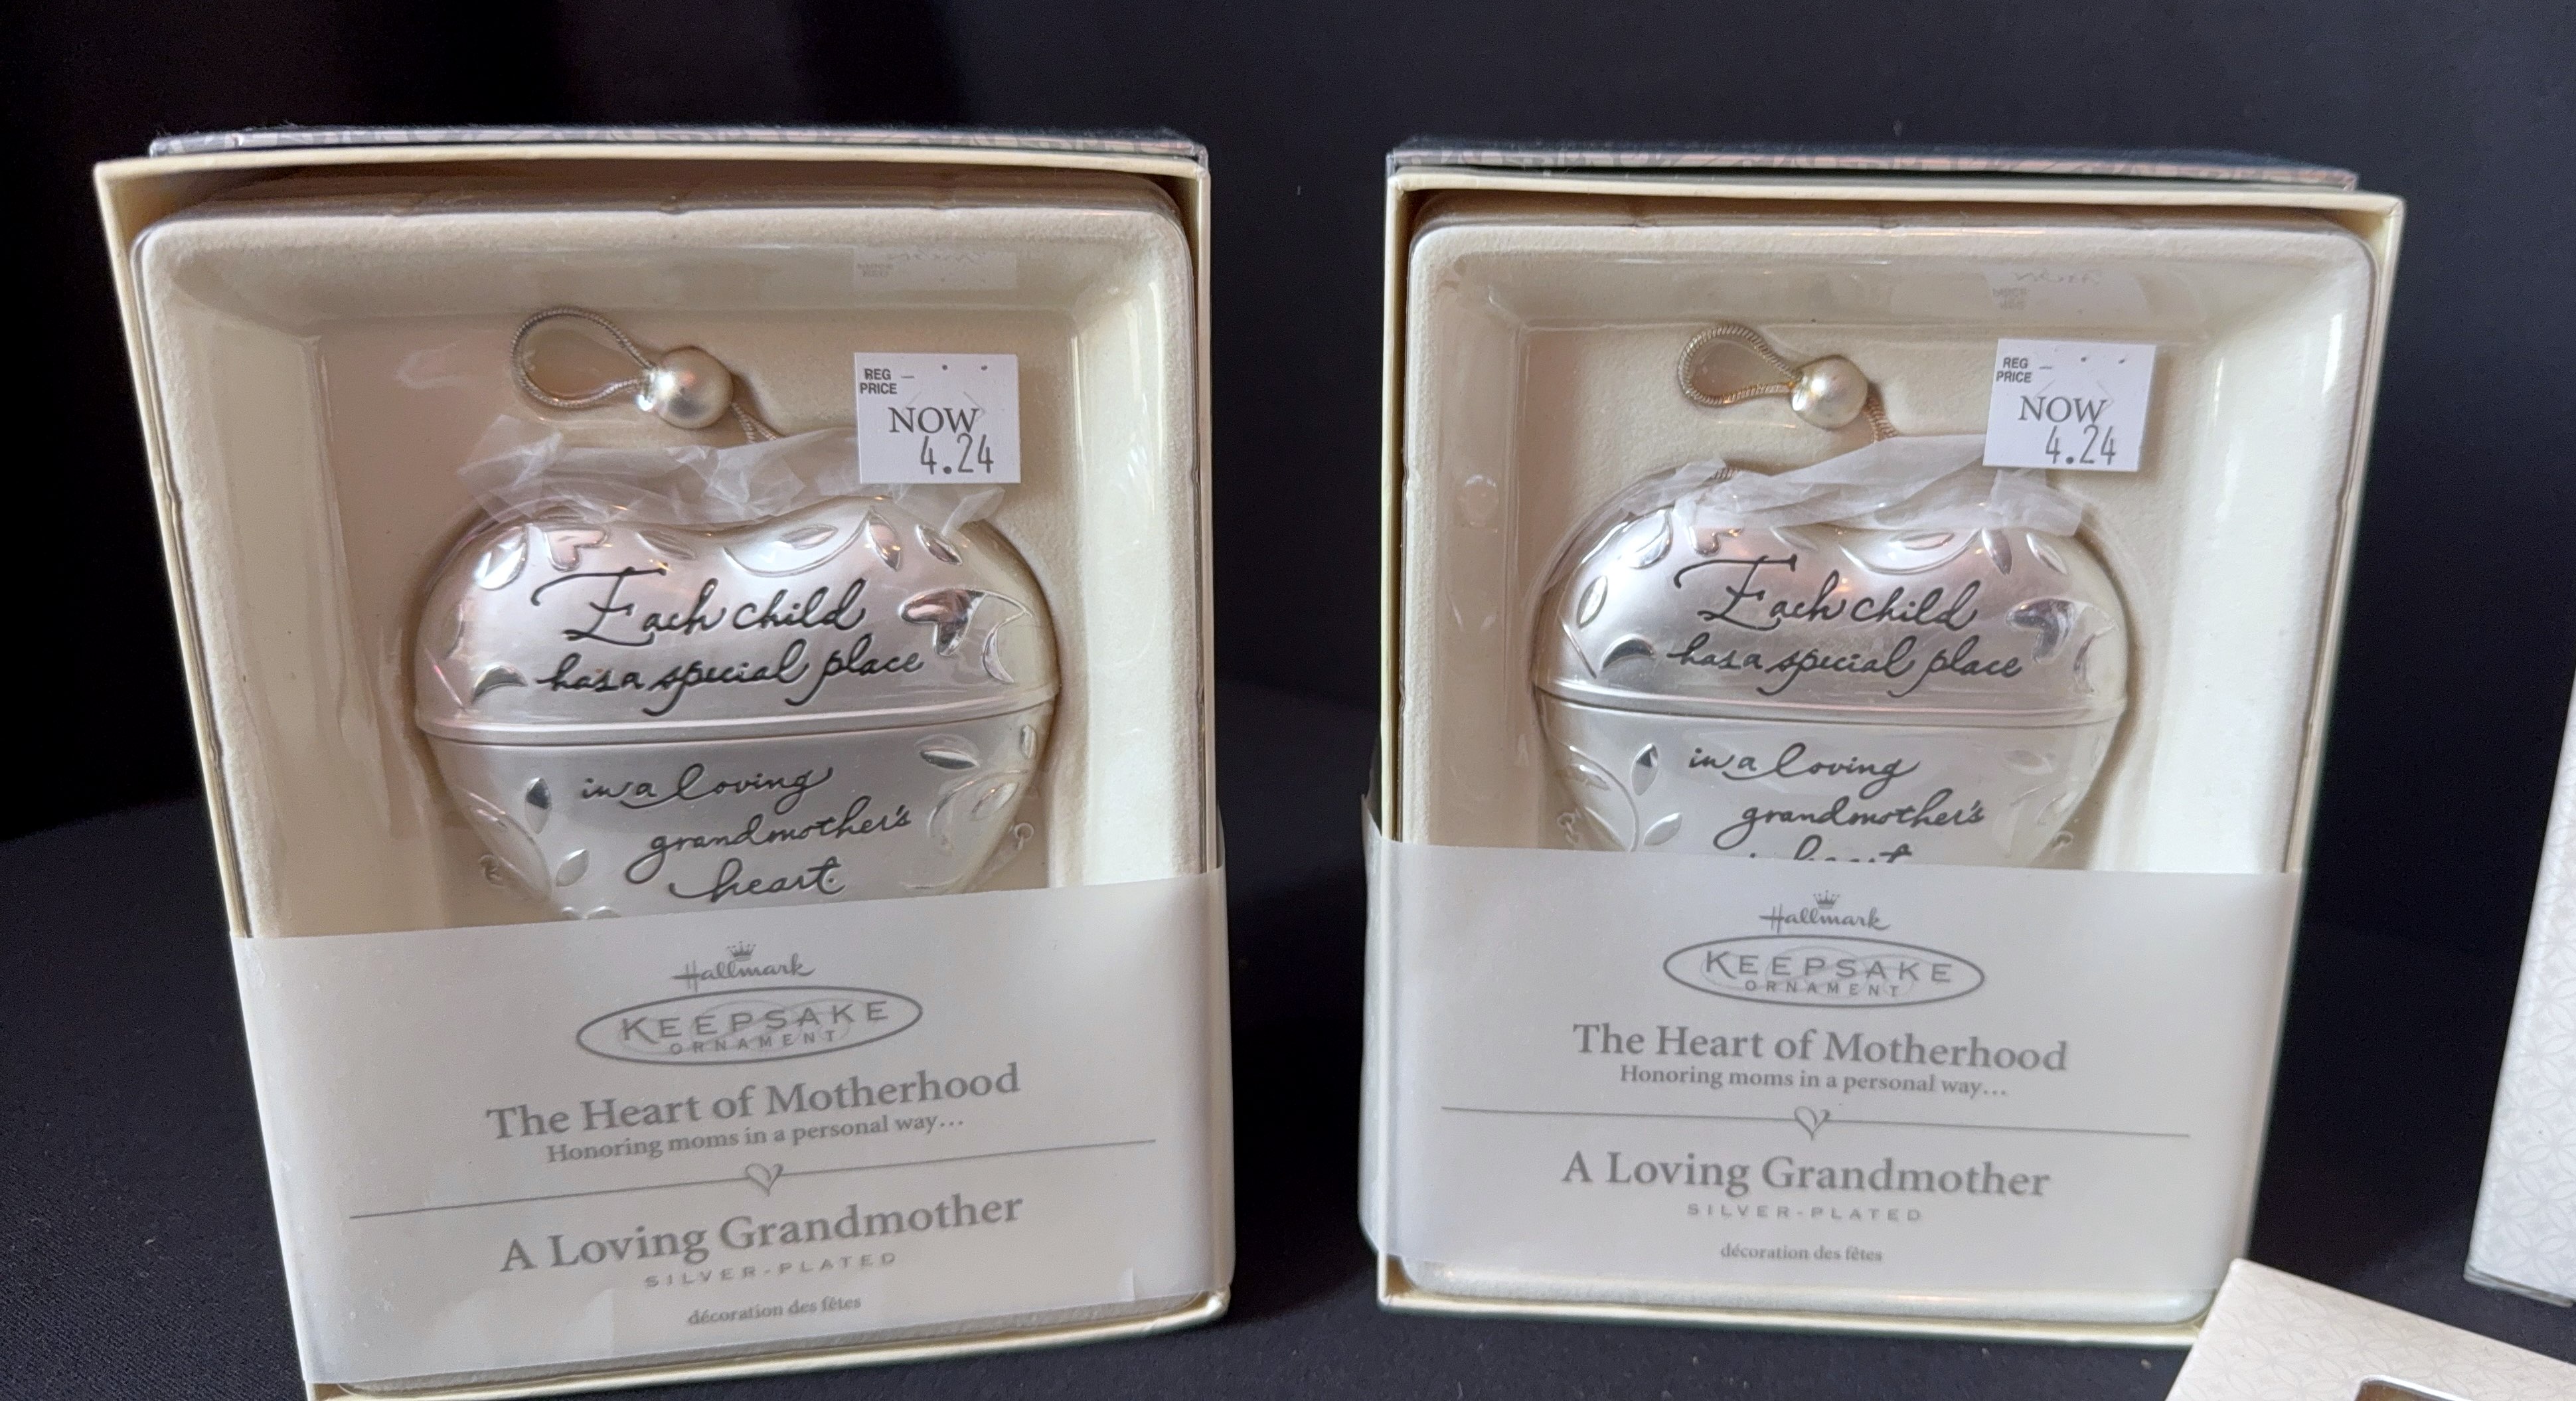 REG
PRICE
NOW
4.24
Each child
has a special place
in a loving
grandmother's
heart.
Hallmark
KEEPSAKE
ORNAMENT
The Heart of Motherhood
Honoring moms in a personal way...
A Loving Grandmother
SILVER-PLATED
décoration des fêtes
REG
PRICE
NOW
4.24
Each child
has a special place
in a loving
grandmother's
heart
Hallmark
KEEPSAKE
ORNAMENT
The Heart of Motherhood
Honoring moms in a personal way...
A Loving Grandmother
SILVER-PLATED
décoration des fêtes